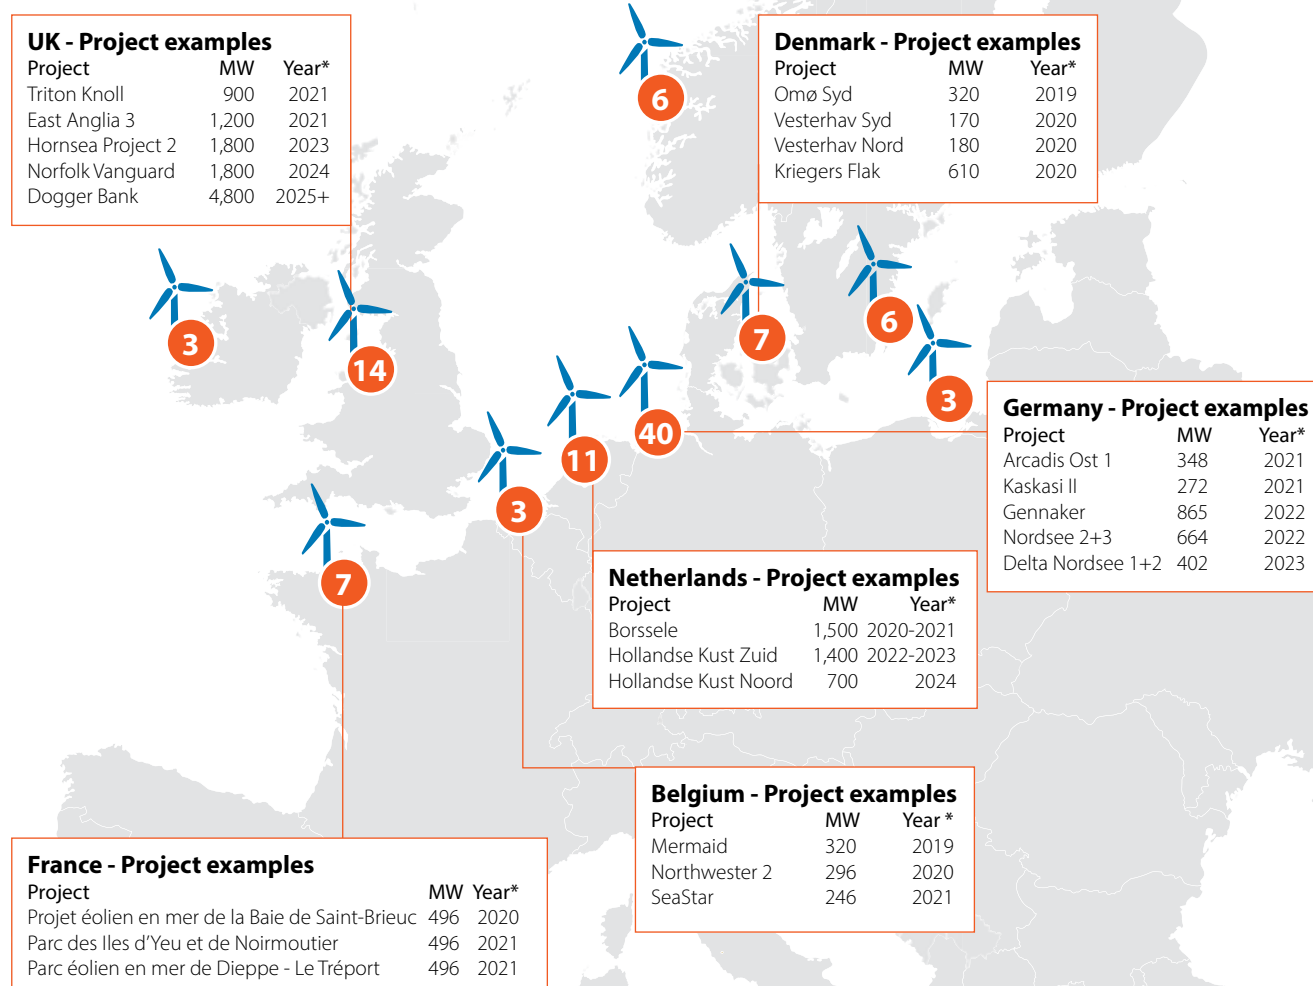 UK - Project examples
Project MW Year*
Triton Knoll 900 2021
East Anglia 3 1,200 2021
Hornsea Project 2 1,800 2023
Norfolk Vanguard 1,800 2024
Dogger Bank 4,800 2025+
6
Denmark - Project examples
Project MW Year*
Omø Syd 320 2019
Vesterhav Syd 170 2020
Vesterhav Nord 180 2020
Kriegers Flak 610 2020
3
14
7
6
3
40
11
3
7
Germany - Project examples
Project MW Year*
Arcadis Ost 1 348 2021
Kaskasi II 272 2021
Gennaker 865 2022
Nordsee 2+3 664 2022
Delta Nordsee 1+2 402 2023
Netherlands - Project examples
Project MW Year*
Borssele 1,500 2020-2021
Hollandse Kust Zuid 1,400 2022-2023
Hollandse Kust Noord 700 2024
Belgium - Project examples
Project MW Year *
Mermaid 320 2019
Northwester 2 296 2020
SeaStar 246 2021
France - Project examples
Project MW Year*
Projet éolien en mer de la Baie de Saint-Brieuc 496 2020
Parc des Iles d'Yeu et de Noirmoutier 496 2021
Parc éolien en mer de Dieppe - Le Tréport 496 2021